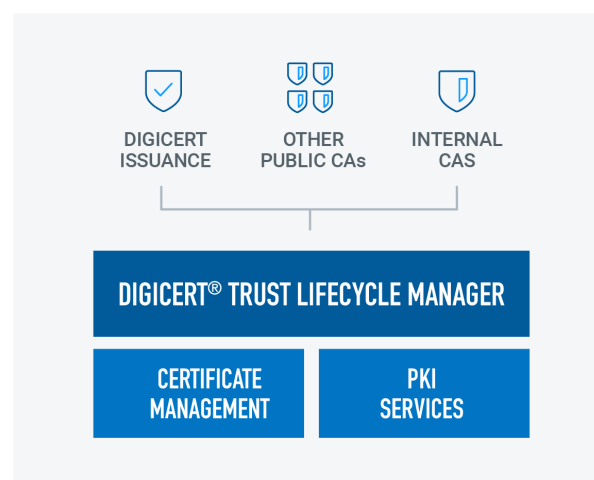 DIGICERT
ISSUANCE
OTHER
PUBLIC CAs
INTERNAL
CAS
DIGICERT® TRUST LIFECYCLE MANAGER
CERTIFICATE
MANAGEMENT
PKI
SERVICES